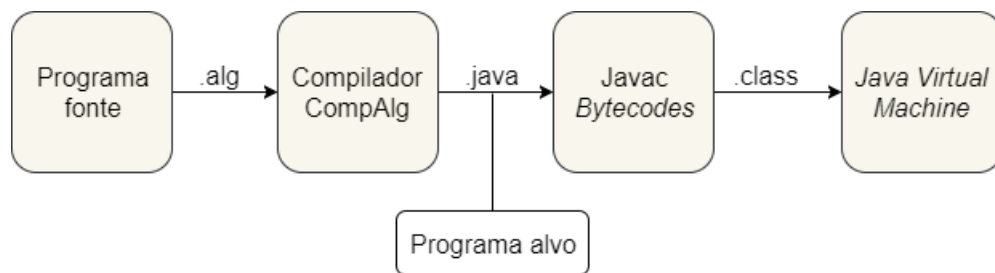 Programa
fonte
.alg
Compilador
CompAlg
.java
Javac
Bytecodes
.class
Java Virtual
Machine
Programa alvo